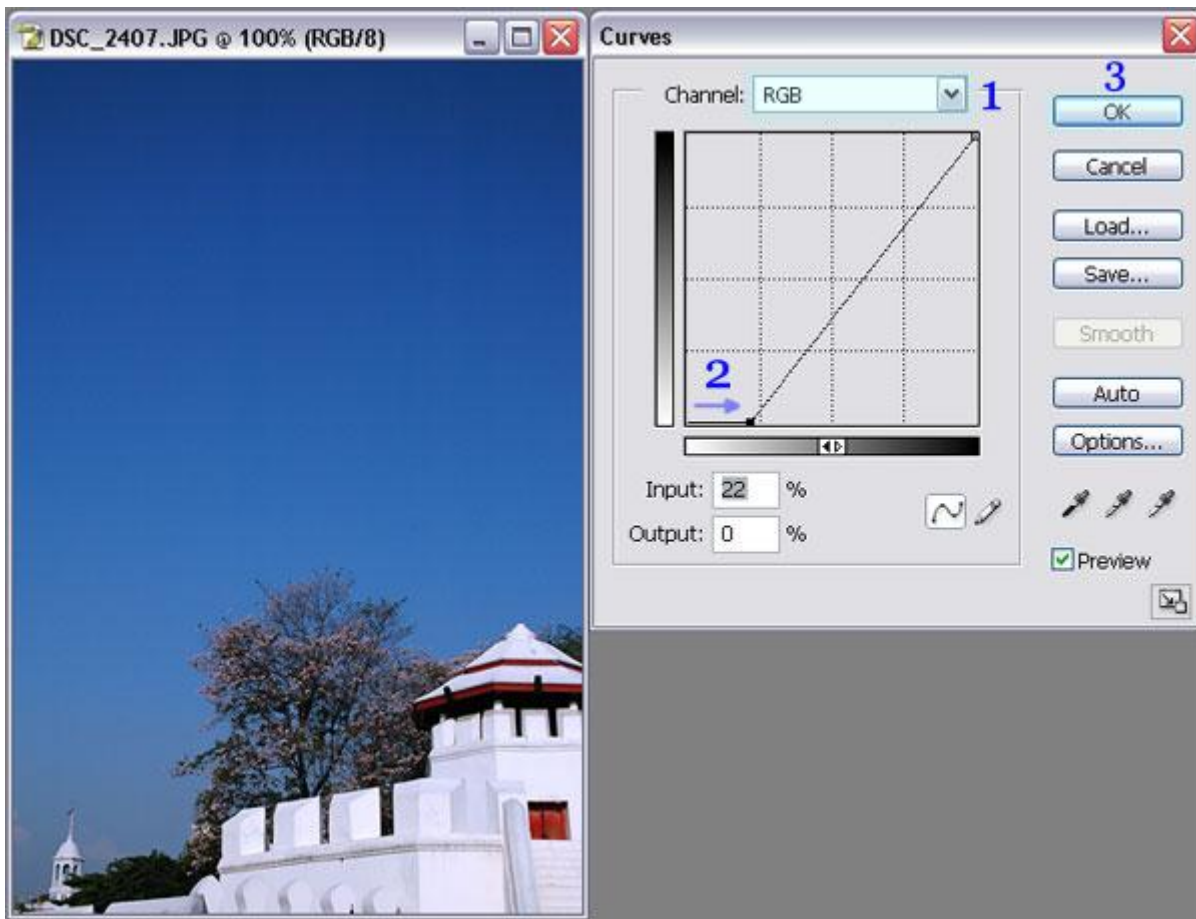 DSC_2407.JPG @ 100% (RGB/8)
Curves
Channel: RGB
1
2
Input: 22 %
Output: 0 %
3
OK
Cancel
Load...
Save...
Smooth
Auto
Options...
Preview